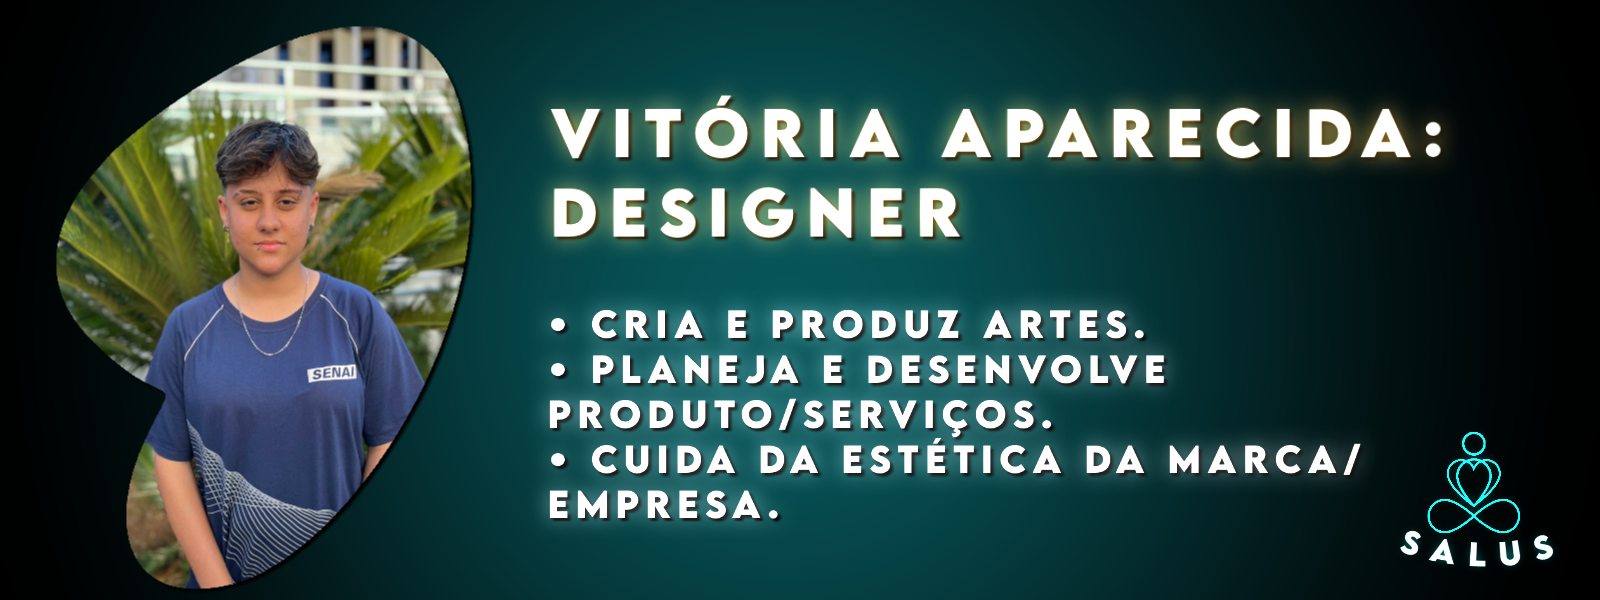 VITÓRIA APARECIDA:
DESIGNER
• CRIA E PRODUZ ARTES.
• PLANEJA E DESENVOLVE
PRODUTO/SERVIÇOS.
• CUIDA DA ESTÉTICA DA MARCA/
EMPRESA.
SENAI
SALUS